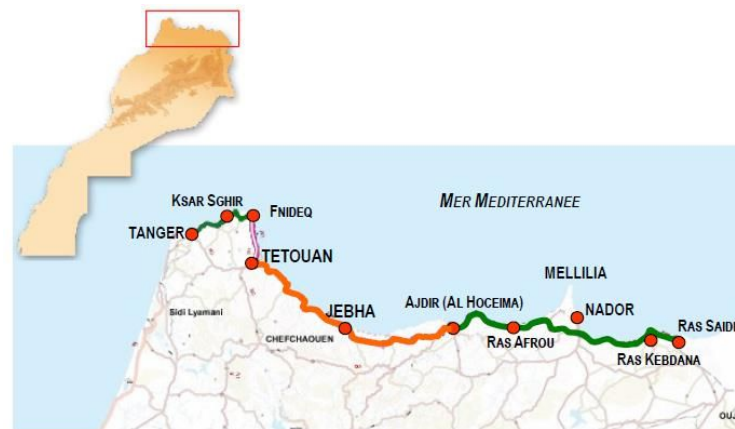 KSAR SGHIR
FNIDEQ
MER MEDITERRANEE
TANGER
TETOUAN
MELLILIA
Sidi Lyamani
JEBHA
AJDIR (AL HOCEIMA)
NADOR
RAS SAIDI
CHEFCHAOUEN
RAS AFROU
RAS KEBDANA
OUJ